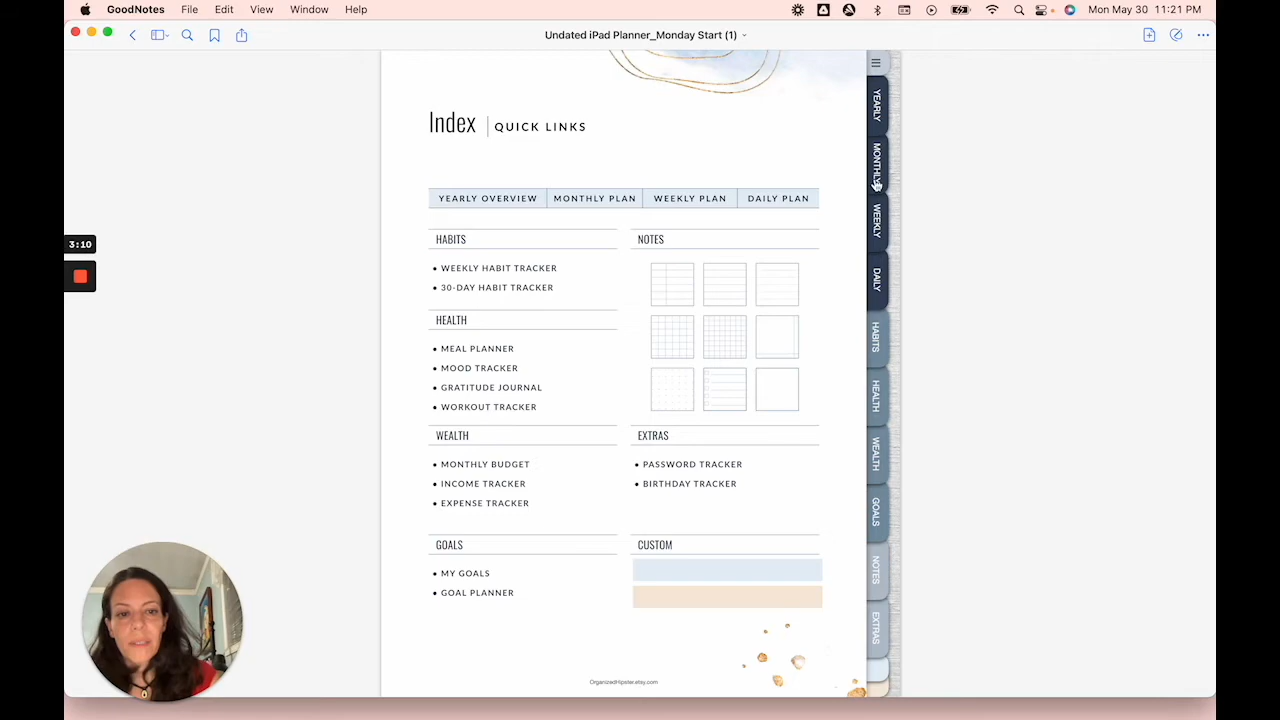 GoodNotes File Edit View Window Help Mon May 30 11:21 PM
Undated iPad Planner_Monday Start (1)
Index | QUICK LINKS
YEARLY OVERVIEW MONTHLY PLAN WEEKLY PLAN DAILY PLAN
HABITS
• WEEKLY HABIT TRACKER
• 30-DAY HABIT TRACKER
HEALTH
• MEAL PLANNER
• MOOD TRACKER
• GRATITUDE JOURNAL
• WORKOUT TRACKER
WEALTH
• MONTHLY BUDGET
• INCOME TRACKER
• EXPENSE TRACKER
GOALS
• MY GOALS
• GOAL PLANNER
NOTES
EXTRAS
• PASSWORD TRACKER
• BIRTHDAY TRACKER
CUSTOM
OrganizedHipster.etsy.com
YEARLY
MONTHLY
WEEKLY
DAILY
HABITS
HEALTH
WEALTH
GOALS
NOTES
EXTRAS
3:10